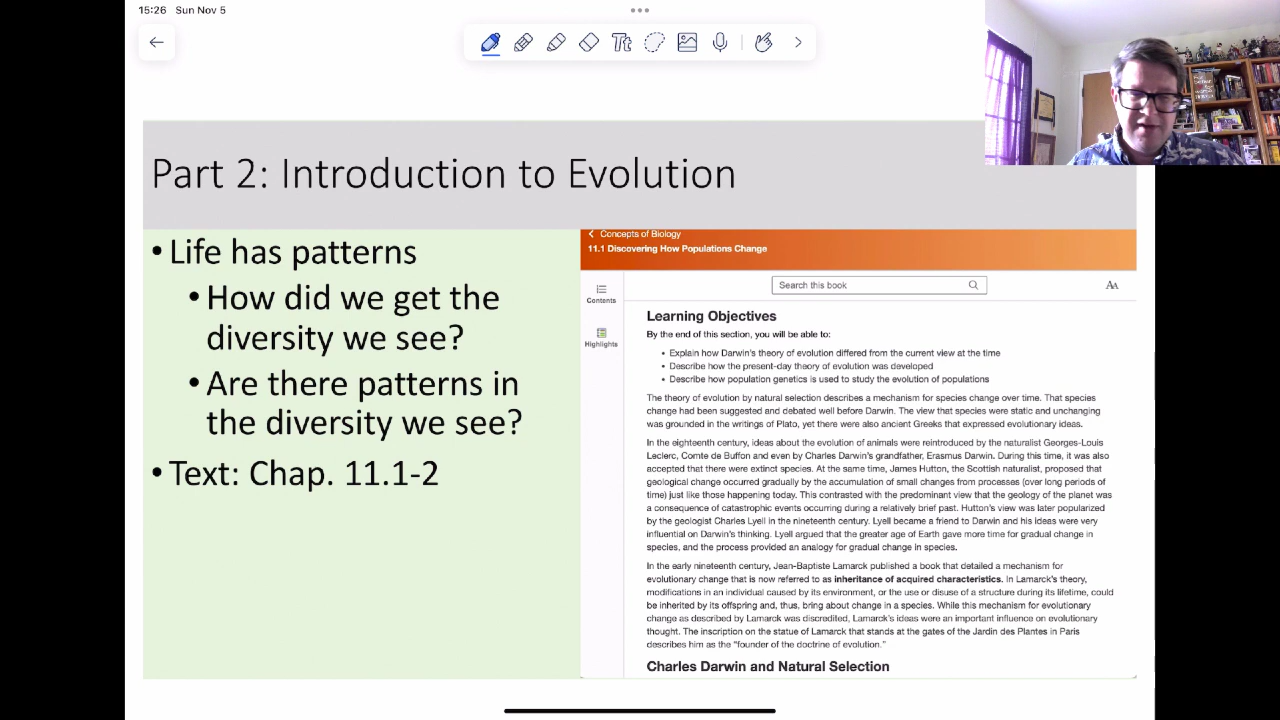 15:26 Sun Nov 5
Tt
Part 2: Introduction to Evolution
• Life has patterns
• How did we get the
diversity we see?
• Are there patterns in
the diversity we see?
• Text: Chap. 11.1-2
Concepts of Biology
11.1 Discovering How Populations Change
Contents
Highlights
Search this book
AA
Learning Objectives
By the end of this section, you will be able to:
• Explain how Darwin's theory of evolution differed from the current view at the time
• Describe how the present-day theory of evolution was developed
• Describe how population genetics is used to study the evolution of populations
The theory of evolution by natural selection describes a mechanism for species change over time. That species
change had been suggested and debated well before Darwin. The view that species were static and unchanging
was grounded in the writings of Plato, yet there were also ancient Greeks that expressed evolutionary ideas.
In the eighteenth century, ideas about the evolution of animals were reintroduced by the naturalist Georges-Louis
Leclerc, Comte de Buffon and even by Charles Darwin's grandfather, Erasmus Darwin. During this time, it was also
accepted that there were extinct species. At the same time, James Hutton, the Scottish naturalist, proposed that
geological change occurred gradually by the accumulation of small changes from processes (over long periods of
time) just like those happening today. This contrasted with the predominant view that the geology of the planet was
a consequence of catastrophic events occurring during a relatively brief past. Hutton's view was later popularized
by the geologist Charles Lyell in the nineteenth century. Lyell became a friend to Darwin and his ideas were very
influential on Darwin's thinking. Lyell argued that the greater age of Earth gave more time for gradual change in
species, and the process provided an analogy for gradual change in species.
In the early nineteenth century, Jean-Baptiste Lamarck published a book that detailed a mechanism for
evolutionary change that is now referred to as inheritance of acquired characteristics. In Lamarck's theory,
modifications in an individual caused by its environment, or the use or disuse of a structure during its lifetime, could
be inherited by its offspring and, thus, bring about change in a species. While this mechanism for evolutionary
change as described by Lamarck was discredited, Lamarck's ideas were an important influence on evolutionary
thought. The inscription on the statue of Lamarck that stands at the gates of the Jardin des Plantes in Paris
describes him as the "founder of the doctrine of evolution."
Charles Darwin and Natural Selection